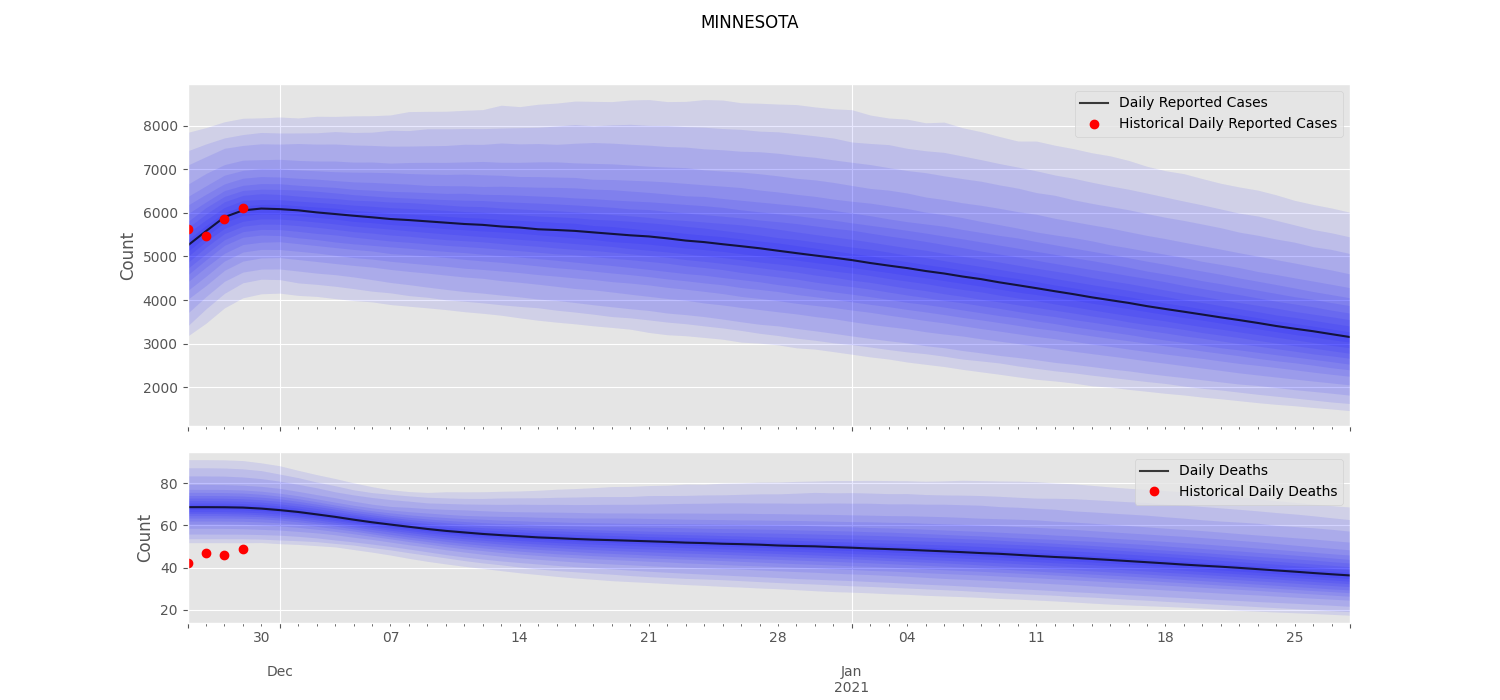 MINNESOTA
Daily Reported Cases
Historical Daily Reported Cases
8000
7000
6000
5000
4000
3000
2000
Count
Daily Deaths
Historical Daily Deaths
80
60
40
20
Count
30 07 14 21 28 04 11 18 25
Dec Jan
2021